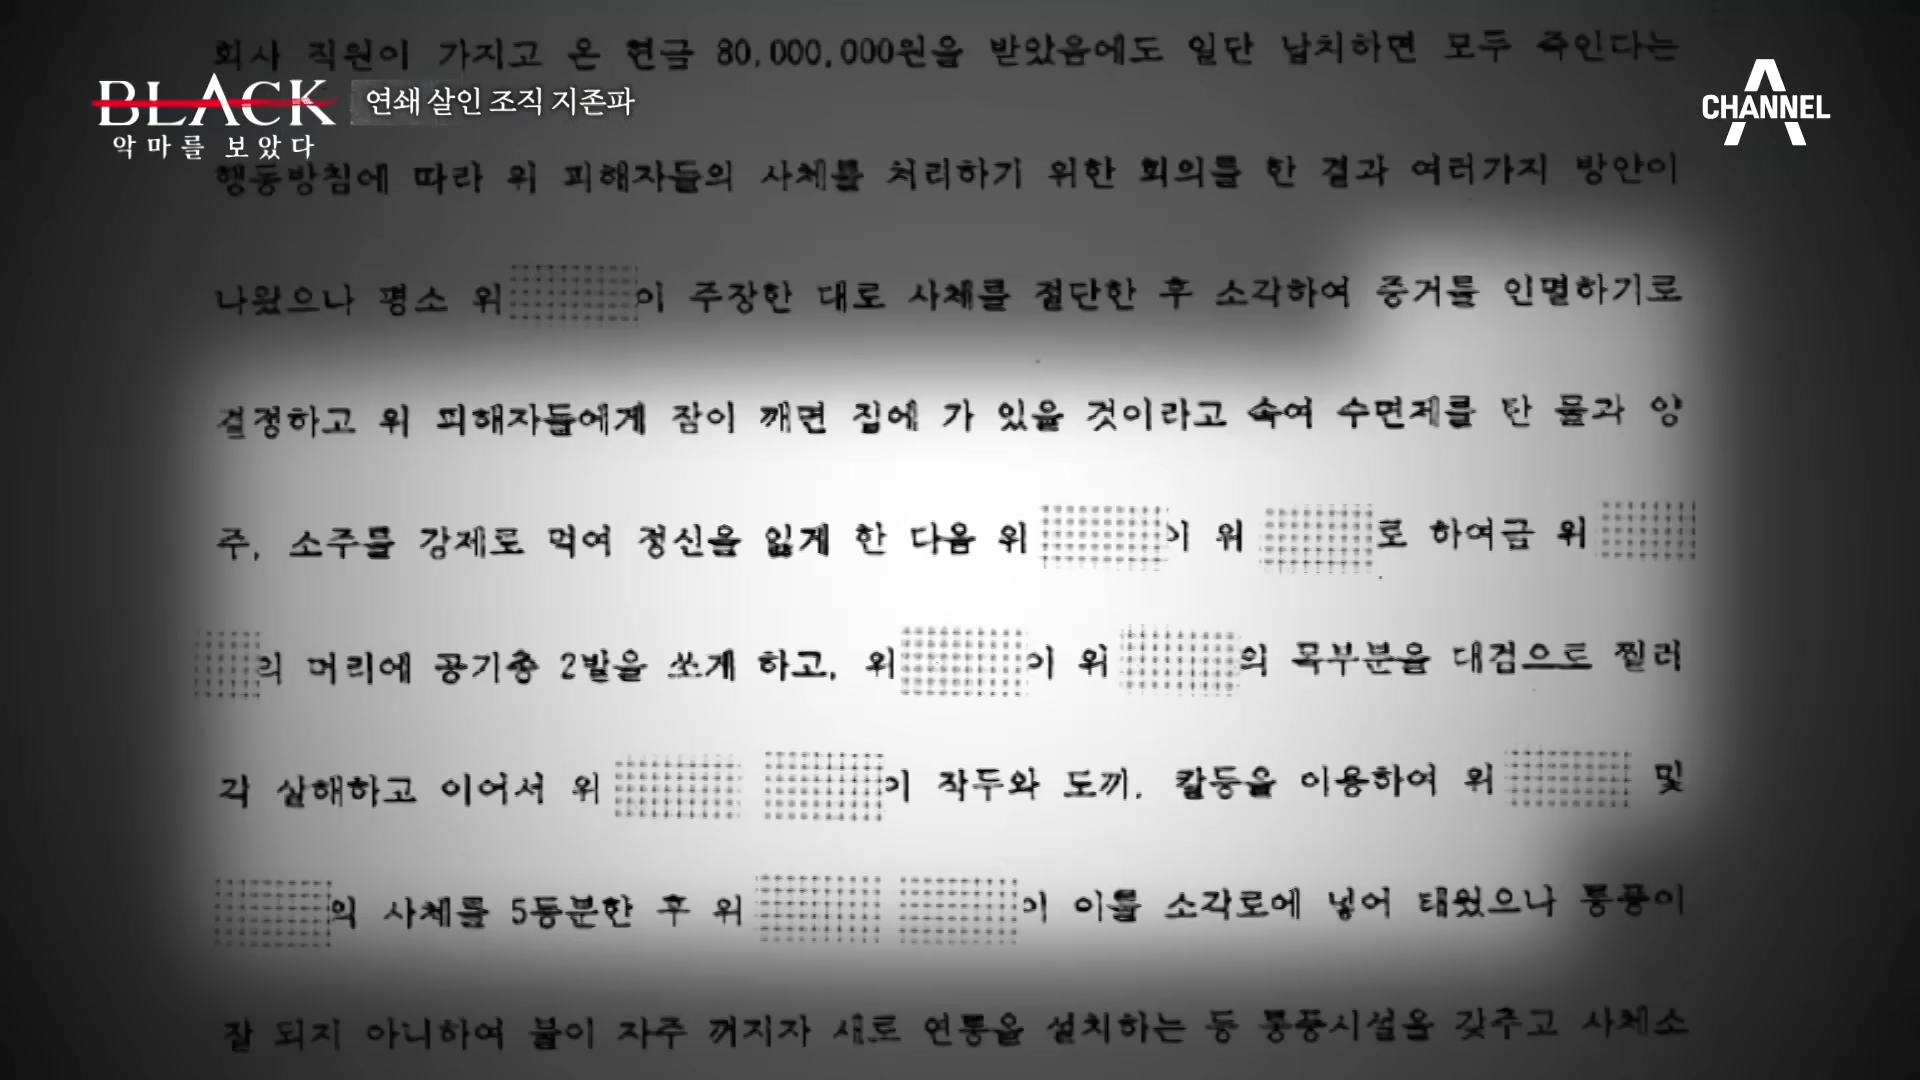 회사 직원이 가지고 온 현금 80,000,000원을 받았음에도 일단 납치하면 모두 죽인다는
BLACK
악마를 보았다
연쇄 살인 조직 지존파
CHANNEL A
행동방침에 따라 위 피해자들의 사체를 처리하기 위한 회의를 한 결과 여러가지 방안이
나왔으나 평소 위 이 주장한 대로 사체를 절단한 후 소각하여 증거를 인멸하기로
결정하고 위 피해자들에게 잠이 깨면 집에 가 있을 것이라고 속여 수면제를 탄 물과 양
주, 소주를 강제로 먹여 정신을 잃게 한 다음 위 이 위 로 하여금 위
의 머리에 공기총 2발을 쏘게 하고, 위 이 위 의 목부분을 대검으로 찔러
각 살해하고 이어서 위 이 작두와 도끼, 칼등을 이용하여 위 및
의 사체를 5등분한 후 위 이 이를 소각로에 넣어 태웠으나 통풍이
잘 되지 아니하여 불이 자주 꺼지자 새로 연통을 설치하는 등 통풍시설을 갖추고 사체소